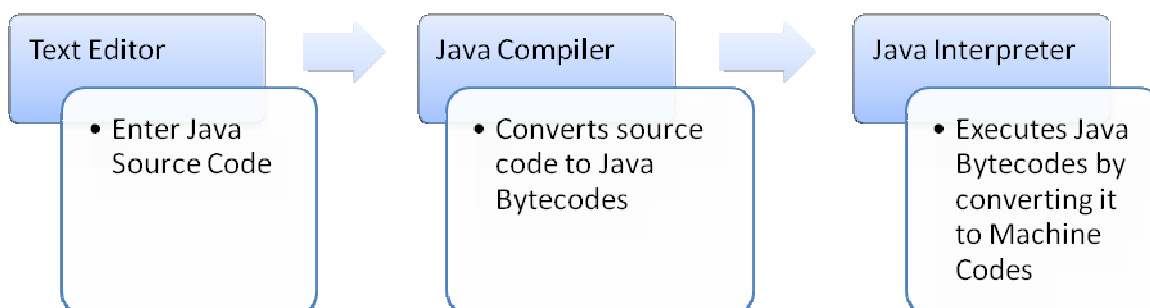 Text Editor
• Enter Java
Source Code
Java Compiler
• Converts source
code to Java
Bytecodes
Java Interpreter
• Executes Java
Bytecodes by
converting it
to Machine
Codes